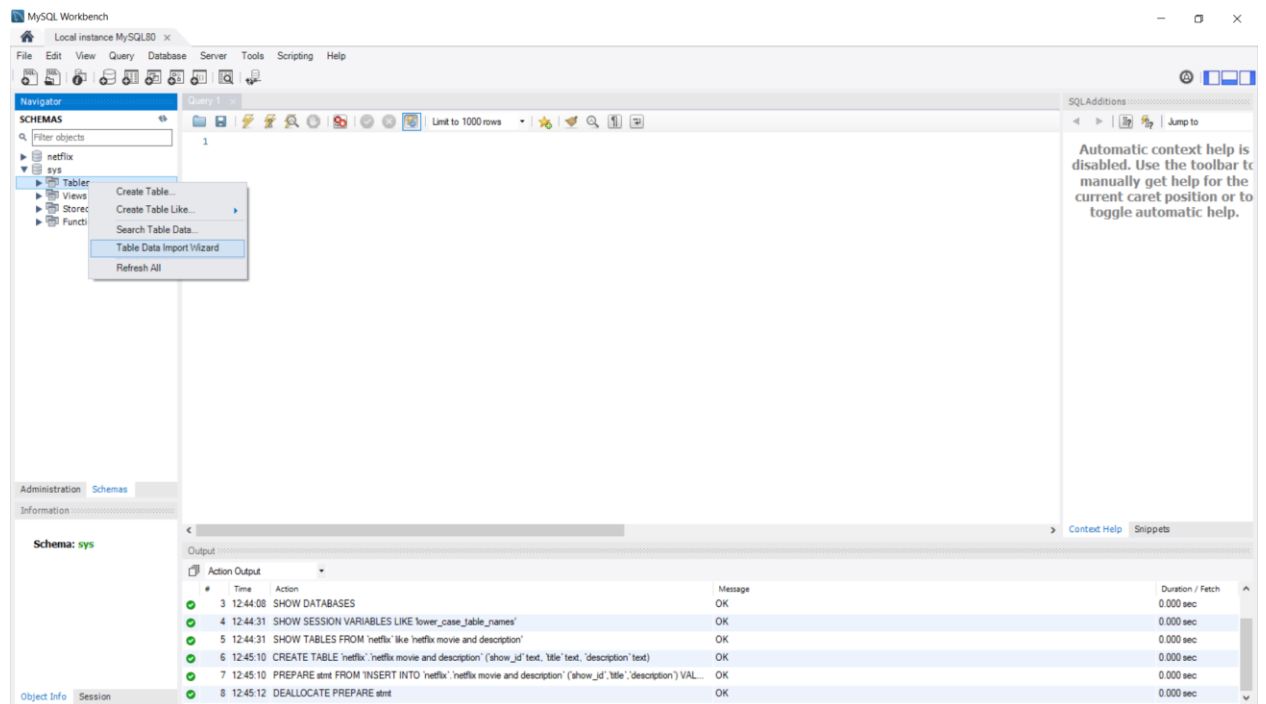 MySQL Workbench
Local instance MySQL80
File Edit View Query Database Server Tools Scripting Help
Navigator
SCHEMAS
Filter objects
netflix
sys
Tables
Views
Stored
Functi
Create Table...
Create Table Like...
Search Table Data...
Table Data Import Wizard
Refresh All
Administration Schemas
Information
Schema: sys
Object Info Session
Query 1
Limit to 1000 rows
1
SQLAdditions
Jump to
Automatic context help is
disabled. Use the toolbar to
manually get help for the
current caret position or to
toggle automatic help.
Context Help Snippets
Output
Action Output
# Time Action Message Duration / Fetch
3 12:44:08 SHOW DATABASES OK 0.000 sec
4 12:44:31 SHOW SESSION VARIABLES LIKE 'lower_case_table_names' OK 0.000 sec
5 12:44:31 SHOW TABLES FROM `netflix` like 'netflix movie and description' OK 0.000 sec
6 12:45:10 CREATE TABLE `netflix`.`netflix movie and description` (`show_id` text, `title` text, `description` text) OK 0.000 sec
7 12:45:10 PREPARE stmt FROM 'INSERT INTO `netflix`.`netflix movie and description` (`show_id`,`title`,`description`) VAL... OK 0.000 sec
8 12:45:12 DEALLOCATE PREPARE stmt OK 0.000 sec